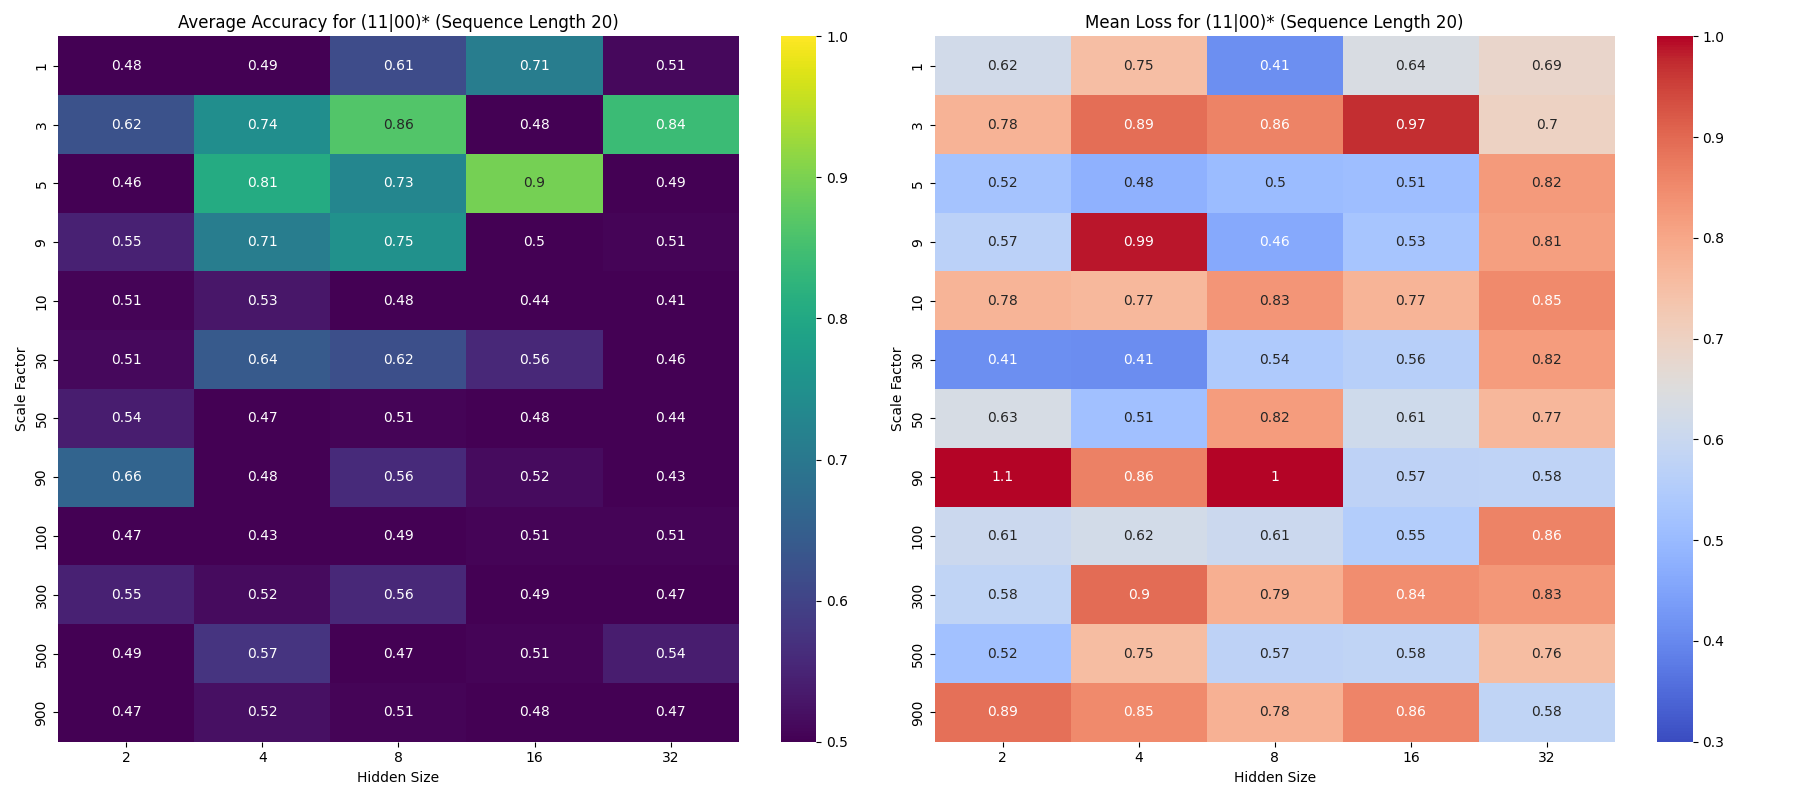 Average Accuracy for (11|00)* (Sequence Length 20)
Scale Factor
1 0.48 0.49 0.61 0.71 0.51
3 0.62 0.74 0.86 0.48 0.84
5 0.46 0.81 0.73 0.9 0.49
9 0.55 0.71 0.75 0.5 0.51
10 0.51 0.53 0.48 0.44 0.41
30 0.51 0.64 0.62 0.56 0.46
50 0.54 0.47 0.51 0.48 0.44
90 0.66 0.48 0.56 0.52 0.43
100 0.47 0.43 0.49 0.51 0.51
300 0.55 0.52 0.56 0.49 0.47
500 0.49 0.57 0.47 0.51 0.54
900 0.47 0.52 0.51 0.48 0.47
2 4 8 16 32
Hidden Size
1.0
0.9
0.8
0.7
0.6
0.5
Mean Loss for (11|00)* (Sequence Length 20)
Scale Factor
1 0.62 0.75 0.41 0.64 0.69
3 0.78 0.89 0.86 0.97 0.7
5 0.52 0.48 0.5 0.51 0.82
9 0.57 0.99 0.46 0.53 0.81
10 0.78 0.77 0.83 0.77 0.85
30 0.41 0.41 0.54 0.56 0.82
50 0.63 0.51 0.82 0.61 0.77
90 1.1 0.86 1 0.57 0.58
100 0.61 0.62 0.61 0.55 0.86
300 0.58 0.9 0.79 0.84 0.83
500 0.52 0.75 0.57 0.58 0.76
900 0.89 0.85 0.78 0.86 0.58
2 4 8 16 32
Hidden Size
1.0
0.9
0.8
0.7
0.6
0.5
0.4
0.3